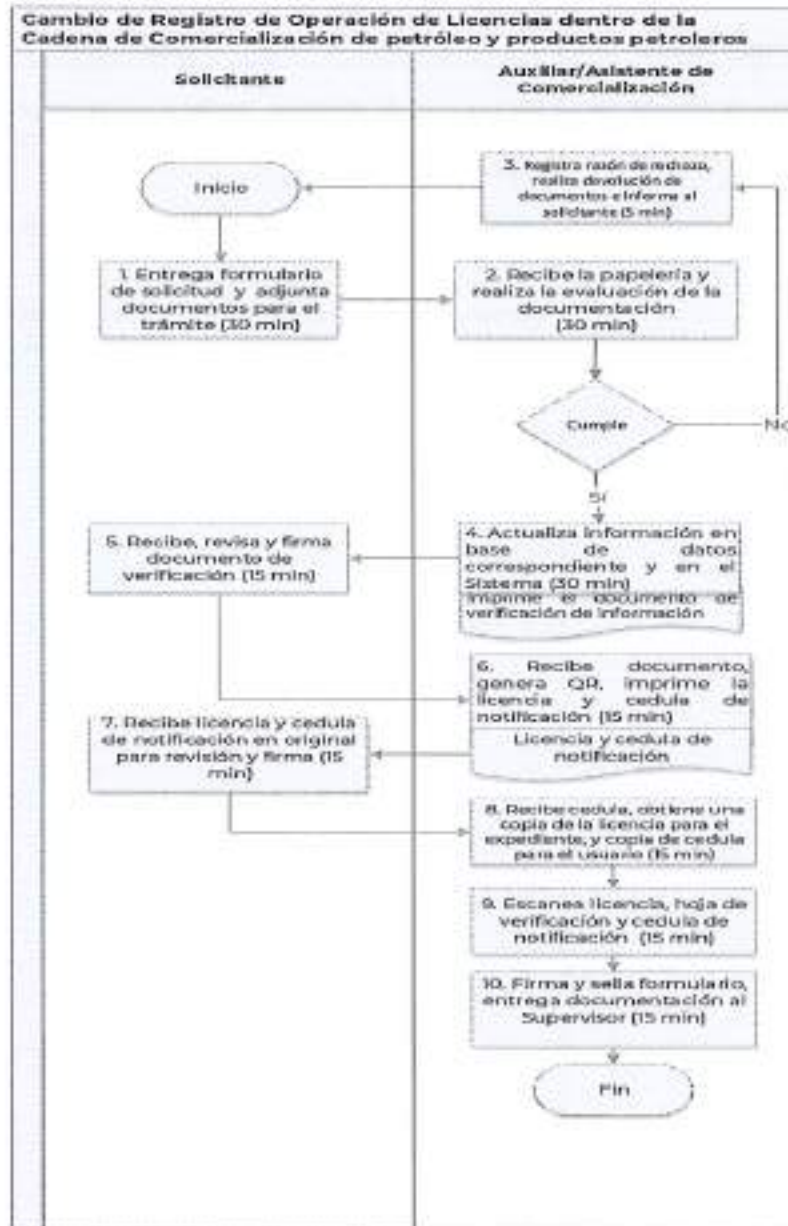 Cambio de Registro de Operación de Licencias dentro de la
Cadena de Comercialización de petróleo y productos petroleros
Solicitante
Auxiliar/Asistente de
Comercialización
Inicio
3. Registra razón de rechazo,
realiza devolución de
documentos e informa al
solicitante (5 min)
1. Entrega formulario
de solicitud y adjunta
documentos para el
trámite (30 min)
2. Recibe la papelería y
realiza la evaluación de la
documentación
(30 min)
Cumple
No
Sí
4. Actualiza información en
base de datos
correspondiente y en el
Sistema (30 min)
Imprime el documento de
verificación de información
5. Recibe, revisa y firma
documento de
verificación (15 min)
6. Recibe documento,
genera QR, imprime la
licencia y cedula de
notificación (15 min)
Licencia y cedula de
notificación
7. Recibe licencia y cedula
de notificación en original
para revisión y firma (15
min)
8. Recibe cedula, obtiene una
copia de la licencia para el
expediente, y copia de cedula
para el usuario (15 min)
9. Escanea licencia, hoja de
verificación y cedula de
notificación (15 min)
10. Firma y sella formulario,
entrega documentación al
Supervisor (15 min)
Fin